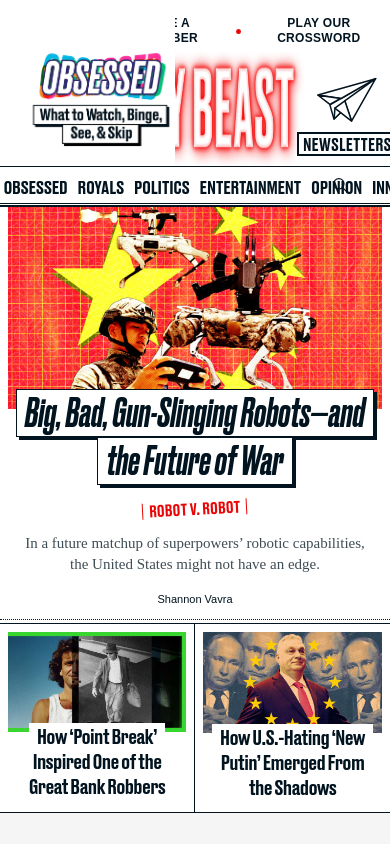 E A
BER
PLAY OUR
CROSSWORD
OBSESSED
What to Watch, Binge,
See, & Skip
Y BEAST
NEWSLETTERS
OBSESSED ROYALS POLITICS ENTERTAINMENT OPINION INN
Big, Bad, Gun-Slinging Robots—and
the Future of War
ROBOT V. ROBOT
In a future matchup of superpowers’ robotic capabilities,
the United States might not have an edge.
Shannon Vavra
How ‘Point Break’
Inspired One of the
Great Bank Robbers
How U.S.-Hating ‘New
Putin’ Emerged From
the Shadows